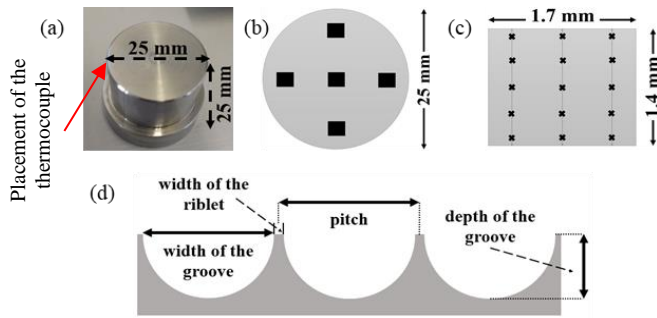 Placement of the
thermocouple
(a)
25 mm
25 mm
(b)
25 mm
(c)
1.7 mm
1.4 mm
(d)
width of the
riblet
pitch
depth of the
groove
width of the
groove